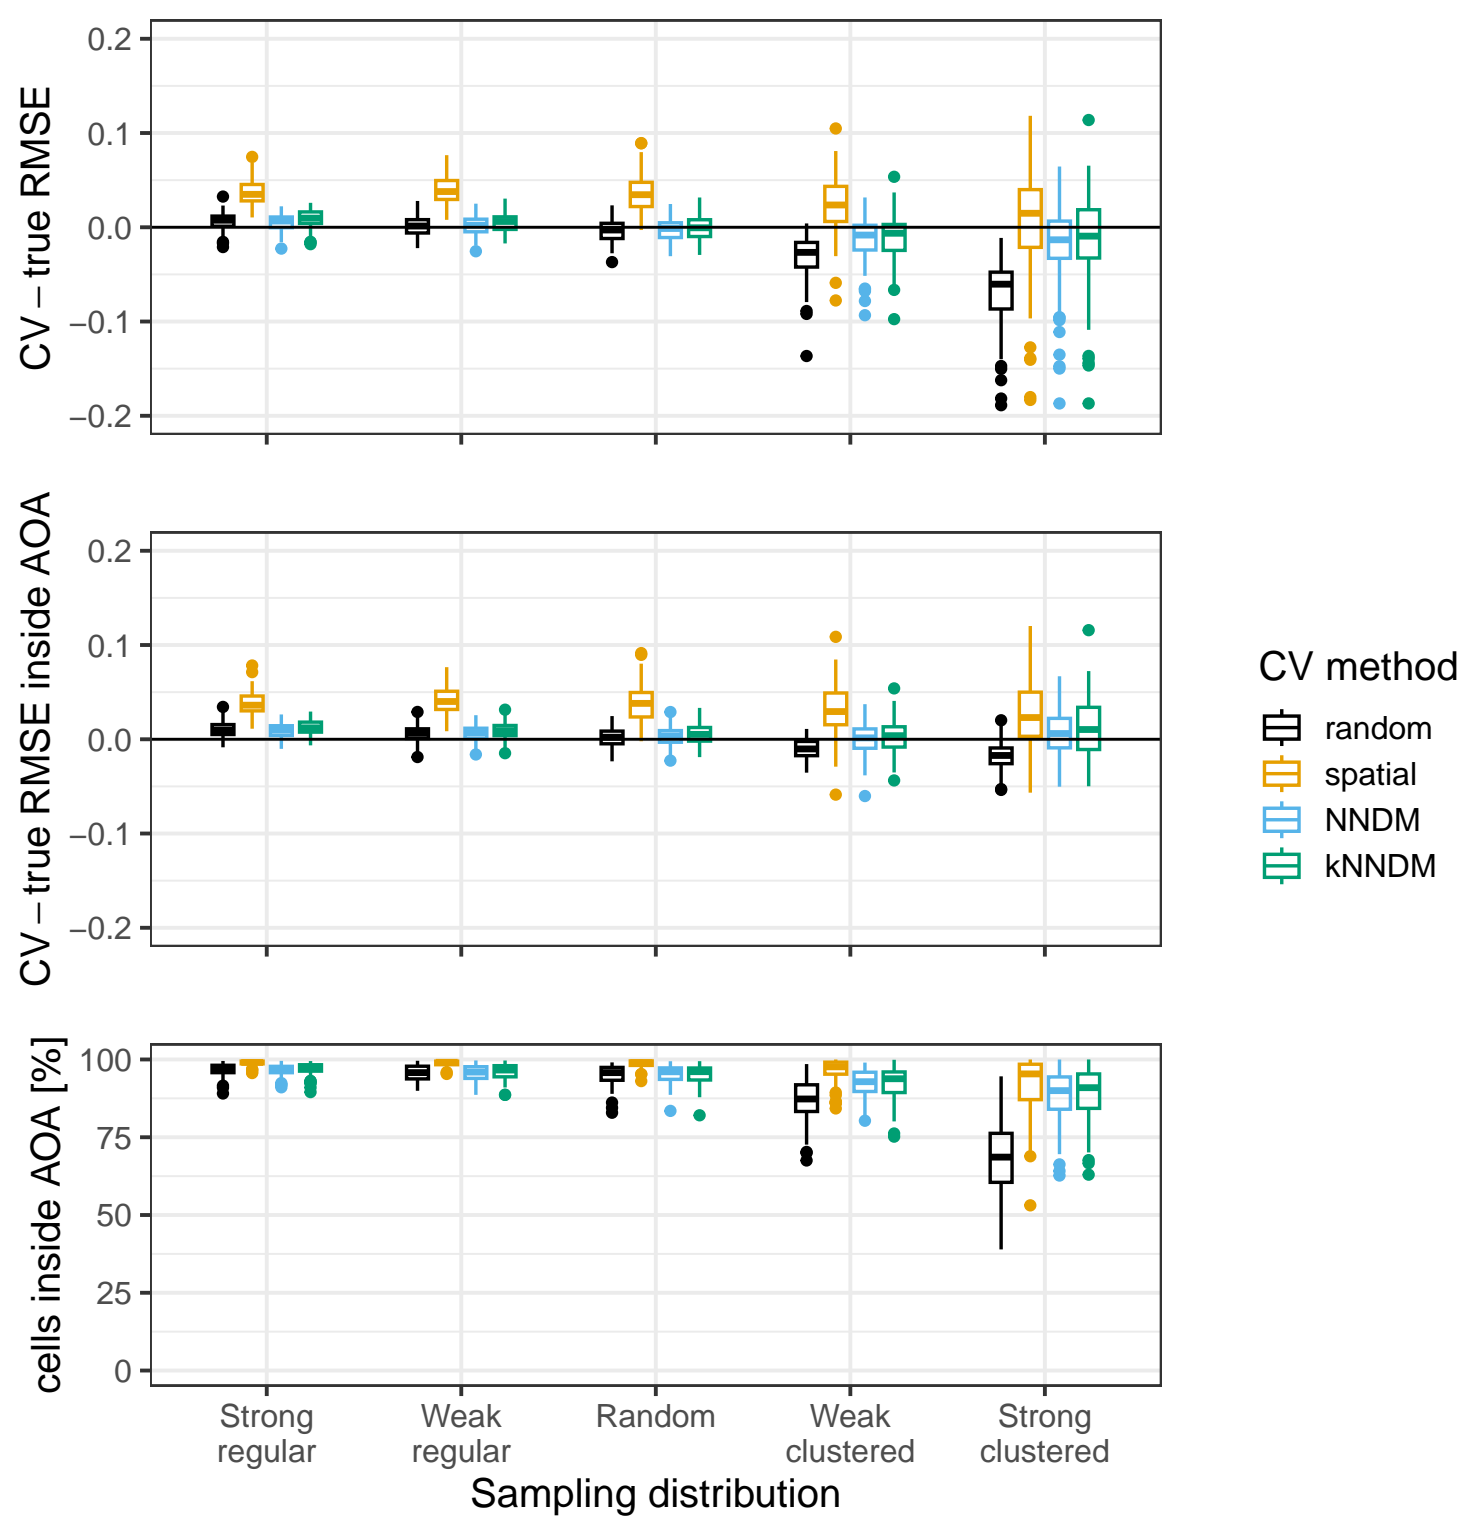 CV – true RMSE
0.2
0.1
0.0
−0.1
−0.2
CV – true RMSE inside AOA
0.2
0.1
0.0
−0.1
−0.2
cells inside AOA [%]
100
75
50
25
0
Strong regular
Weak regular
Random
Weak clustered
Strong clustered
Sampling distribution
CV method
random
spatial
NNDM
kNNDM